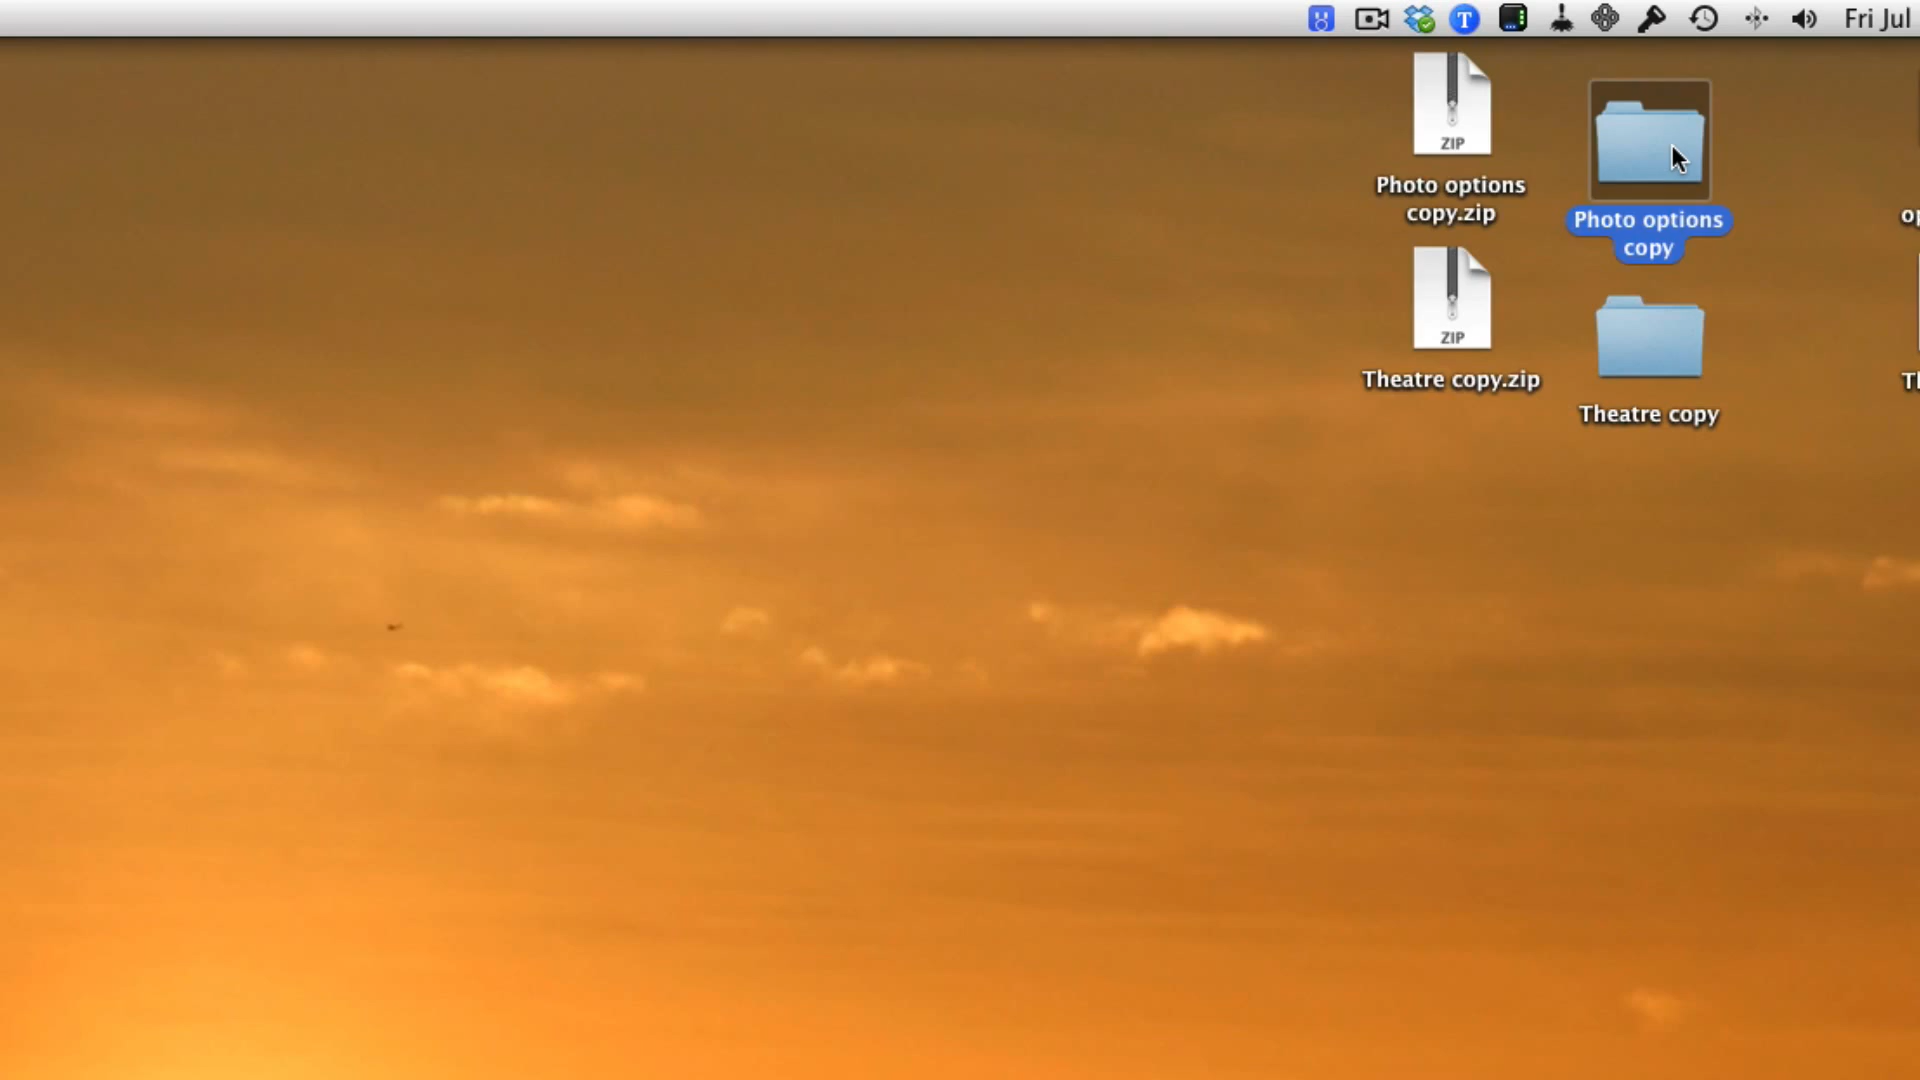 Fri Jul
ZIP
Photo options
copy.zip
Photo options
copy
ZIP
Theatre copy.zip
Theatre copy